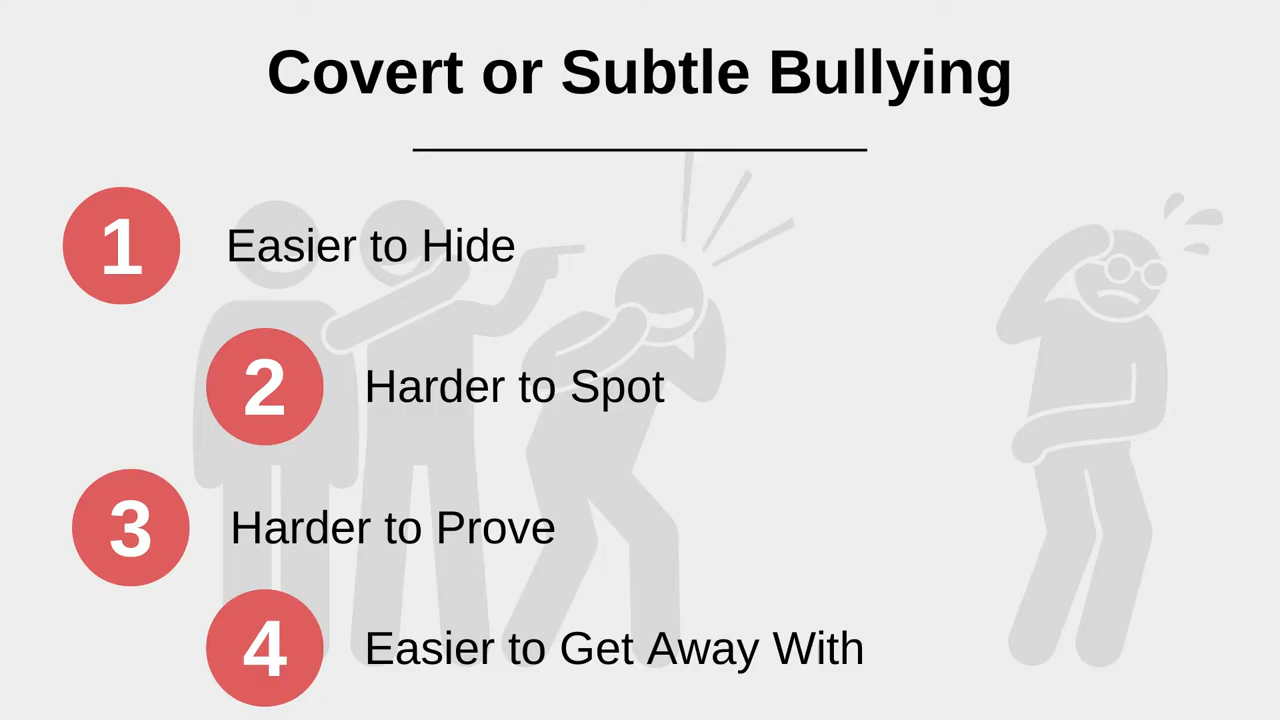 Covert or Subtle Bullying
1 Easier to Hide
2 Harder to Spot
3 Harder to Prove
4 Easier to Get Away With